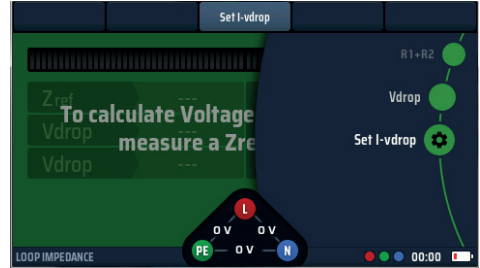 Set I-vdrop
R1+R2
Zref ---
To calculate Voltage
Vdrop
Vdrop ---
measure a Zre
Set I-vdrop
Vdrop ---
L
0 V 0 V
PE 0 V N
LOOP IMPEDANCE
00:00